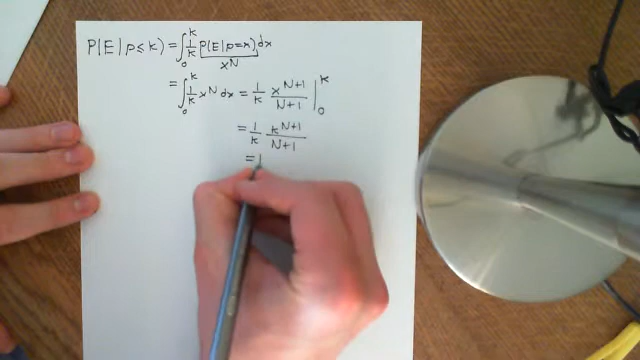 P(E|p≤k) = ∫₀ᵏ 1/k P(E|p=x) dx
x^N
= ∫₀ᵏ 1/k x^N dx = 1/k x^(N+1)/(N+1) |₀ᵏ
= 1/k k^(N+1)/(N+1)
=